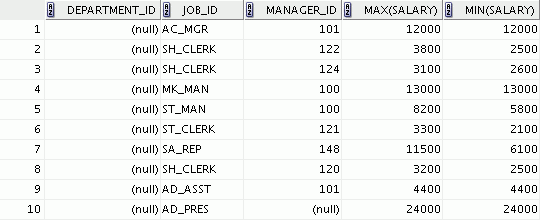 DEPARTMENT_ID JOB_ID MANAGER_ID MAX(SALARY) MIN(SALARY)
1 (null) AC_MGR 101 12000 12000
2 (null) SH_CLERK 122 3800 2500
3 (null) SH_CLERK 124 3100 2600
4 (null) MK_MAN 100 13000 13000
5 (null) ST_MAN 100 8200 5800
6 (null) ST_CLERK 121 3300 2100
7 (null) SA_REP 148 11500 6100
8 (null) SH_CLERK 120 3200 2500
9 (null) AD_ASST 101 4400 4400
10 (null) AD_PRES (null) 24000 24000